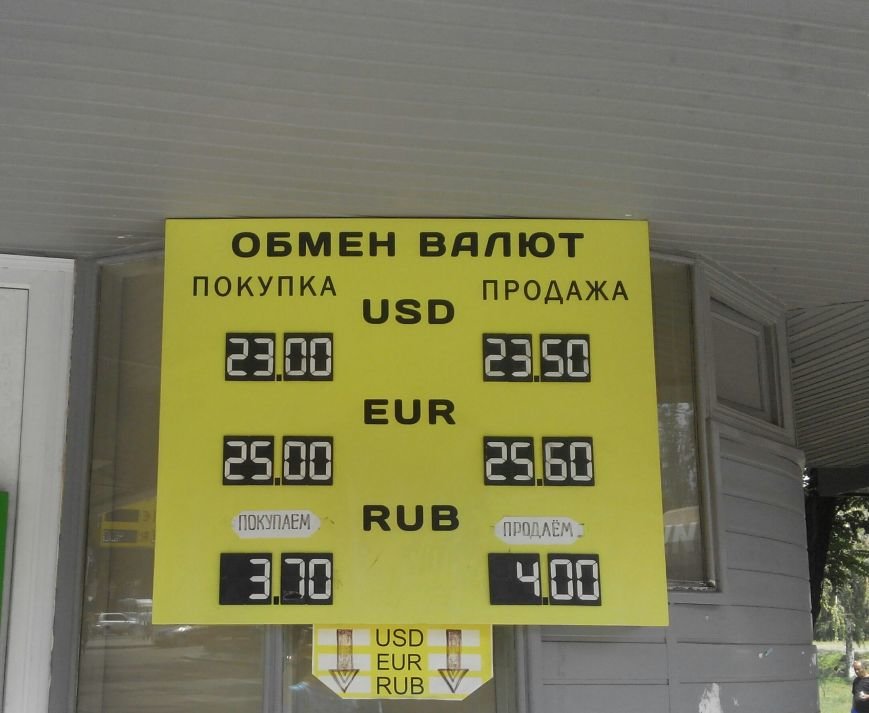 ОБМЕН ВАЛЮТ
ПОКУПКА ПРОДАЖА
USD
23.00 23.50
EUR
25.00 25.60
ПОКУПАЕМ RUB ПРОДАЁМ
3.70 4.00
USD
EUR
RUB